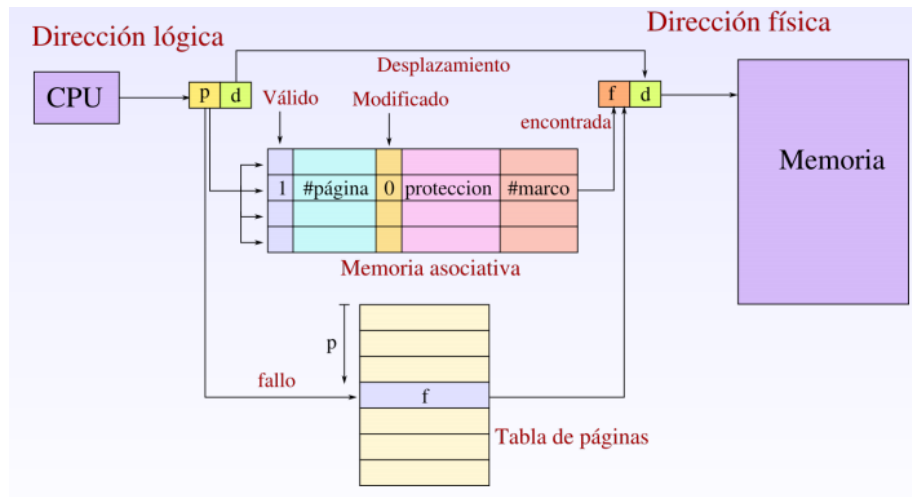 Dirección lógica
Dirección física
CPU
p d
Desplazamiento
f d
Válido
Modificado
encontrada
Memoria
1 #página 0 proteccion #marco
Memoria asociativa
p
fallo
f
Tabla de páginas